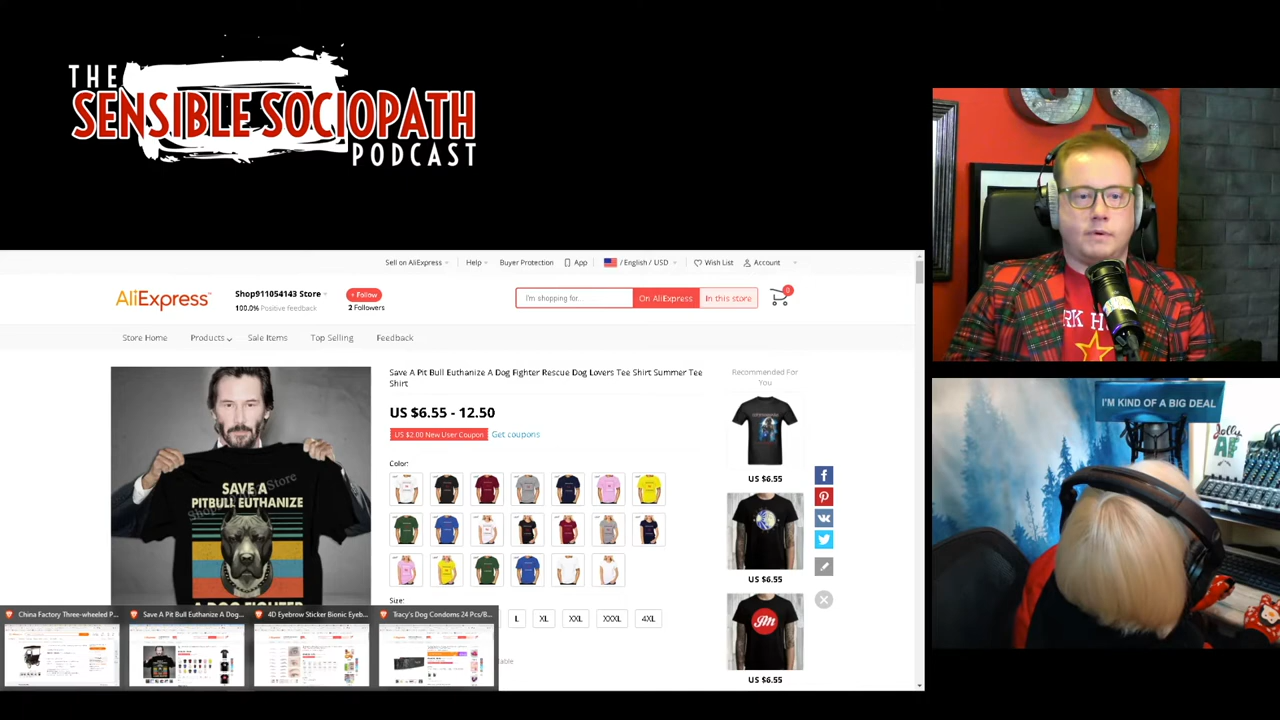 THE
SENSIBLE SOCIOPATH
PODCAST
Sell on AliExpress
Help
Buyer Protection
App
/ English / USD
Wish List
Account
AliExpress
Shop911054143 Store
+ Follow
100.0% Positive feedback
2 Followers
I'm shopping for...
On AliExpress
In this store
0
Store Home
Products
Sale Items
Top Selling
Feedback
Save A Pit Bull Euthanize A Dog Fighter Rescue Dog Lovers Tee Shirt Summer Tee
Shirt
US $6.55 - 12.50
US $2.00 New User Coupon
Get coupons
Color:
Size:
L
XL
XXL
XXXL
4XL
Recommended For
You
US $6.55
US $6.55
US $6.55
SAVE A
PITBULL EUTHANIZE
A DOG FIGHTER
China Factory Three-wheeled P...
Save A Pit Bull Euthanize A Dog...
4D Eyebrow Sticker Bionic Eyeb...
Tracy's Dog Condoms 24 Pcs/B...
S
I'M KIND OF A BIG DEAL
Jolly
AF